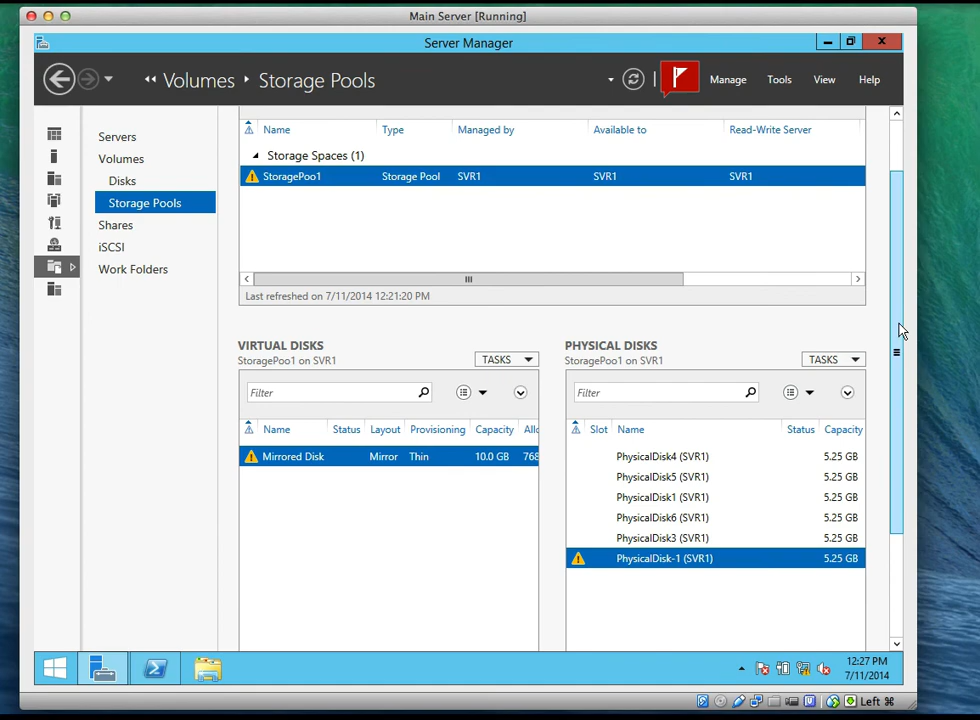 Main Server [Running]
Server Manager
Volumes Storage Pools
Manage Tools View Help
Servers
Volumes
Disks
Storage Pools
Shares
iSCSI
Work Folders
Name Type Managed by Available to Read-Write Server
Storage Spaces (1)
StoragePoo1 Storage Pool SVR1 SVR1 SVR1
Last refreshed on 7/11/2014 12:21:20 PM
VIRTUAL DISKS
StoragePoo1 on SVR1
TASKS
Filter
Name Status Layout Provisioning Capacity Allo
Mirrored Disk Mirror Thin 10.0 GB 768
PHYSICAL DISKS
StoragePoo1 on SVR1
TASKS
Filter
Slot Name Status Capacity
PhysicalDisk4 (SVR1) 5.25 GB
PhysicalDisk5 (SVR1) 5.25 GB
PhysicalDisk1 (SVR1) 5.25 GB
PhysicalDisk6 (SVR1) 5.25 GB
PhysicalDisk3 (SVR1) 5.25 GB
PhysicalDisk-1 (SVR1) 5.25 GB
12:27 PM
7/11/2014
Left ⌘